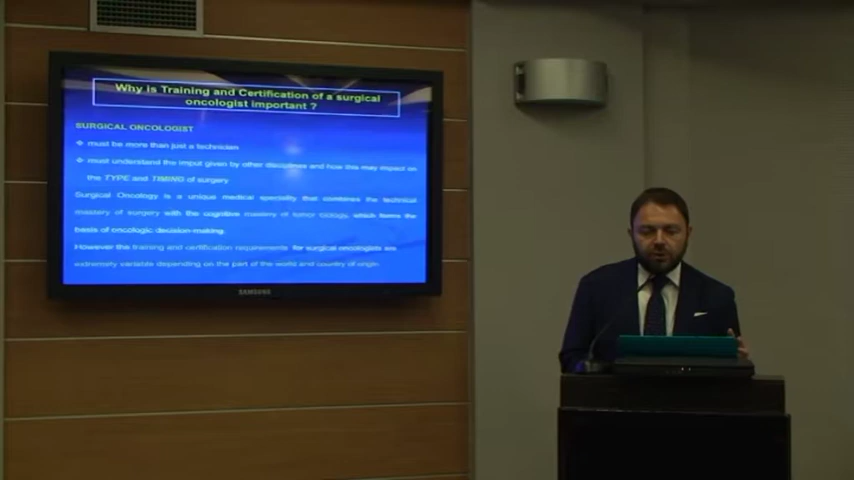 Why is Training and Certification of a surgical
oncologist important ?
SURGICAL ONCOLOGIST
❖ must be more than just a technician
❖ must understand the imput given by other disciplines and how this may impact on
the TYPE and TIMING of surgery
Surgical Oncology is a unique medical specialty that combines the technical
mastery of surgery with the cognitive mastery of tumor biology, which forms the
basis of oncologic decision-making.
However the training and certification requirements for surgical oncologists are
extremity variable depending on the part of the world and country of origin
SAMSUNG